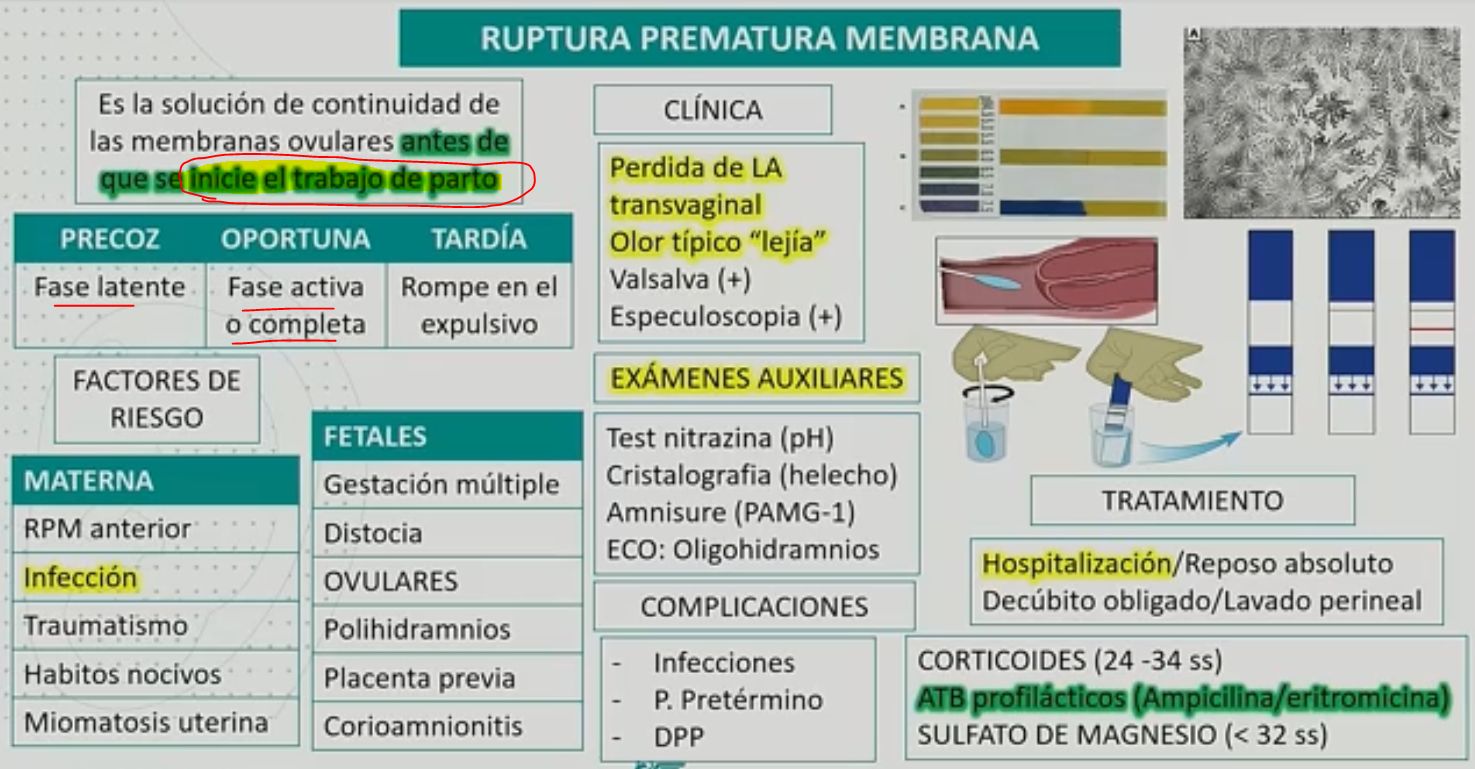 RUPTURA PREMATURA MEMBRANA
Es la solución de continuidad de
las membranas ovulares antes de
que se inicie el trabajo de parto
PRECOZ OPORTUNA TARDÍA
Fase latente Fase activa Rompe en el
o completa expulsivo
FACTORES DE
RIESGO
MATERNA
RPM anterior
Infección
Traumatismo
Habitos nocivos
Miomatosis uterina
FETALES
Gestación múltiple
Distocia
OVULARES
Polihidramnios
Placenta previa
Corioamnionitis
CLÍNICA
Perdida de LA
transvaginal
Olor típico “lejía”
Valsalva (+)
Especuloscopia (+)
EXÁMENES AUXILIARES
Test nitrazina (pH)
Cristalografia (helecho)
Amnisure (PAMG-1)
ECO: Oligohidramnios
COMPLICACIONES
- Infecciones
- P. Pretérmino
- DPP
A
TRATAMIENTO
Hospitalización/Reposo absoluto
Decúbito obligado/Lavado perineal
CORTICOIDES (24 -34 ss)
ATB profilácticos (Ampicilina/eritromicina)
SULFATO DE MAGNESIO (< 32 ss)